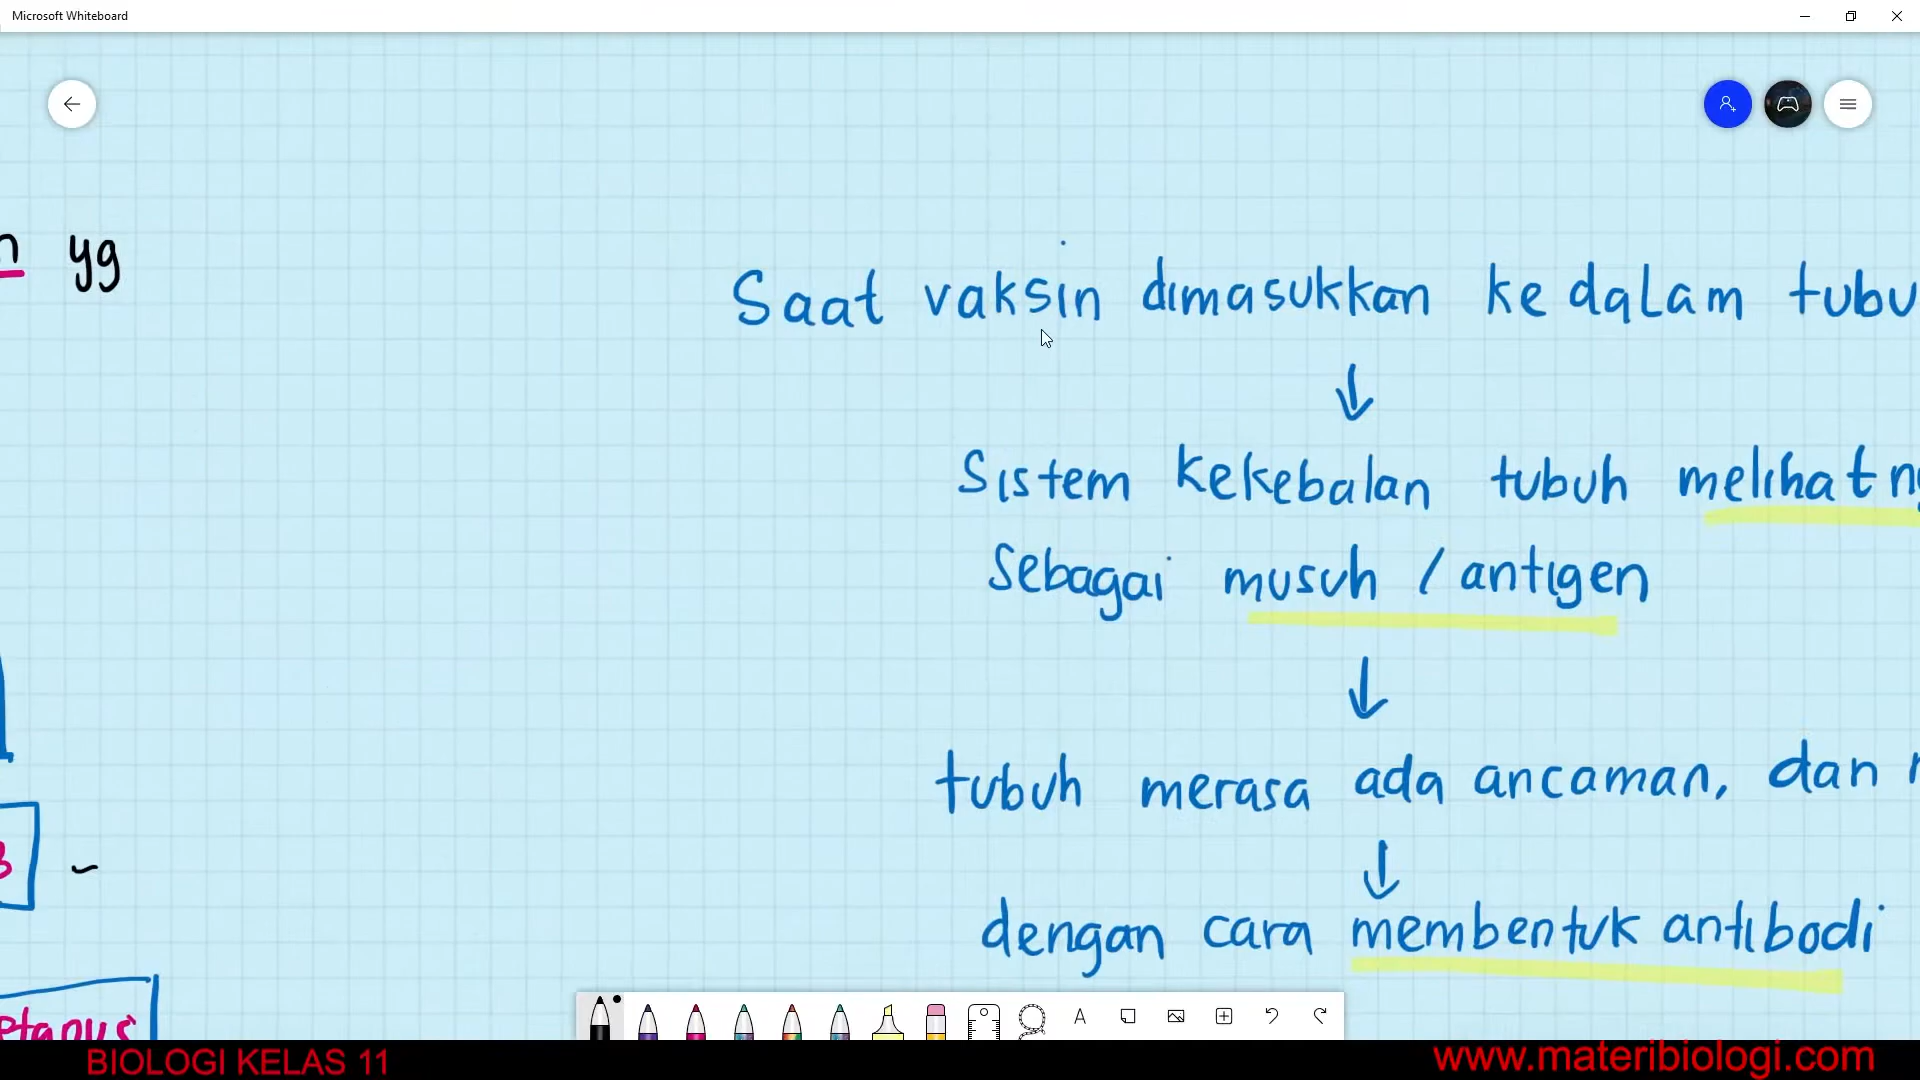 Microsoft Whiteboard
yg
Saat vaksin dimasukkan ke dalam tubu
Sistem kekebalan tubuh melihat
sebagai musuh / antigen
tubuh merasa ada ancaman, dan
dengan cara membentuk antibodi
A
BIOLOGI KELAS 11
www.materibiologi.com